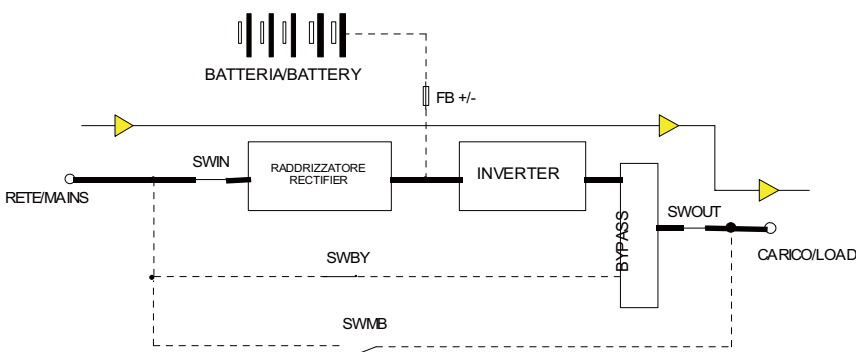 BATTERIA/BATTERY
FB +/-
SWIN
RADDRIZZATORE
RECTIFIER
INVERTER
RETE/MAINS
BYPASS
SWOUT
CARICO/LOAD
SWBY
SWMB